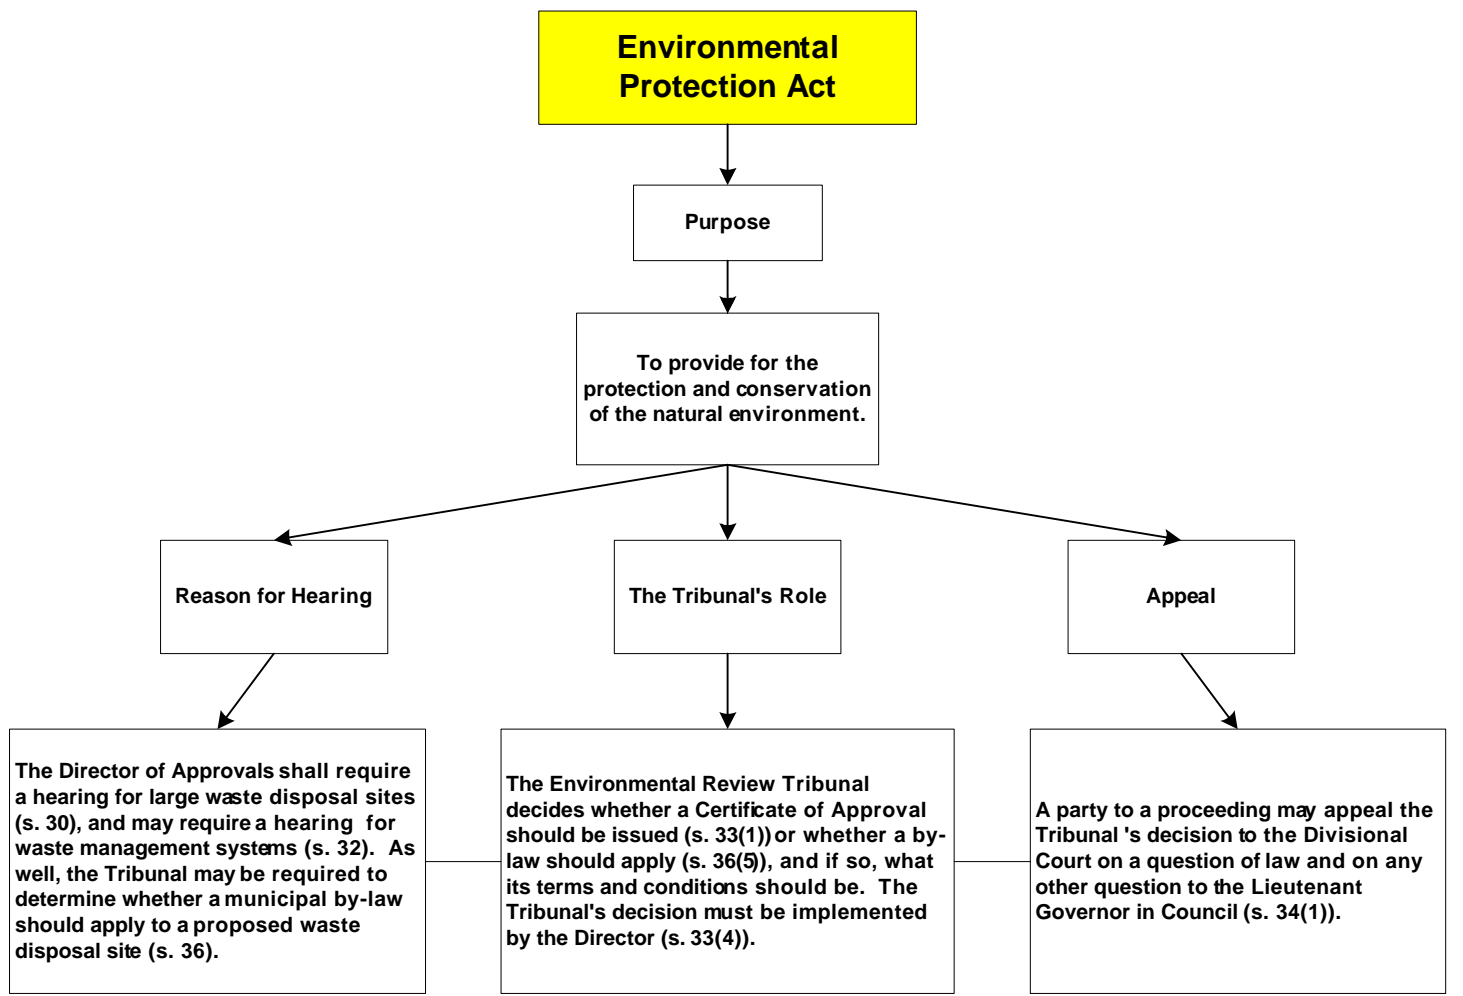 Environmental
Protection Act
Purpose
To provide for the
protection and conservation
of the natural environment.
Reason for Hearing
The Tribunal's Role
Appeal
The Director of Approvals shall require
a hearing for large waste disposal sites
(s. 30), and may require a hearing for
waste management systems (s. 32). As
well, the Tribunal may be required to
determine whether a municipal by-law
should apply to a proposed waste
disposal site (s. 36).
The Environmental Review Tribunal
decides whether a Certificate of Approval
should be issued (s. 33(1)) or whether a by-
law should apply (s. 36(5)), and if so, what
its terms and conditions should be. The
Tribunal's decision must be implemented
by the Director (s. 33(4)).
A party to a proceeding may appeal the
Tribunal 's decision to the Divisional
Court on a question of law and on any
other question to the Lieutenant
Governor in Council (s. 34(1)).